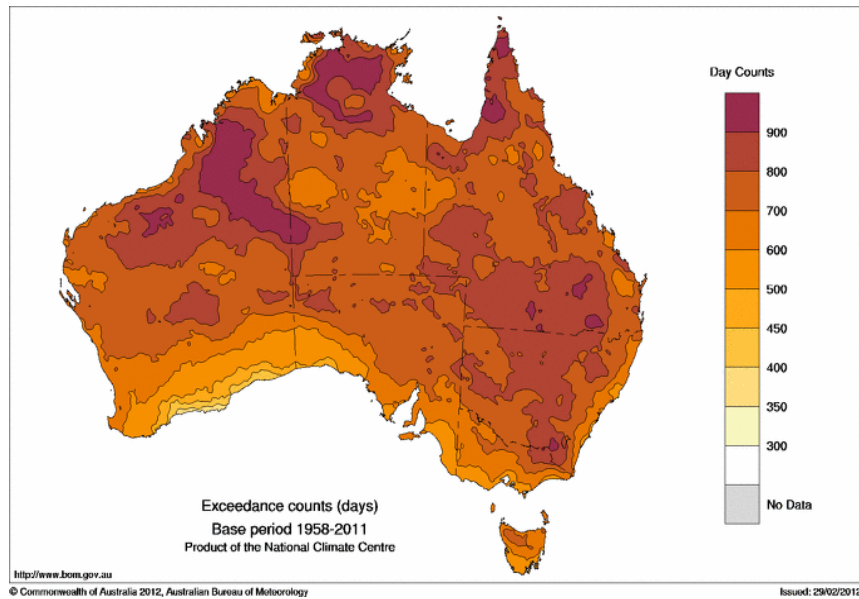 Day Counts
900
800
700
600
500
450
400
350
300
No Data
Exceedance counts (days)
Base period 1958-2011
Product of the National Climate Centre
http://www.bom.gov.au
© Commonwealth of Australia 2012, Australian Bureau of Meteorology
Issued: 29/02/2012